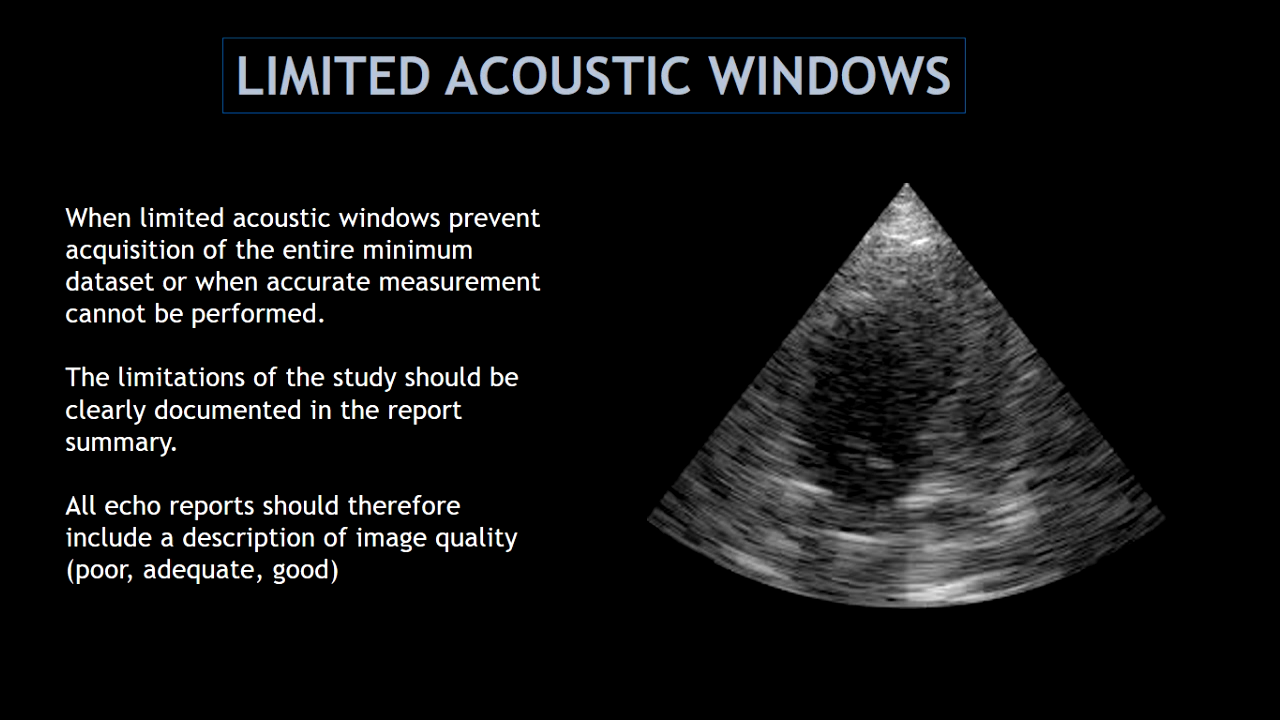 LIMITED ACOUSTIC WINDOWS
When limited acoustic windows prevent
acquisition of the entire minimum
dataset or when accurate measurement
cannot be performed.
The limitations of the study should be
clearly documented in the report
summary.
All echo reports should therefore
include a description of image quality
(poor, adequate, good)